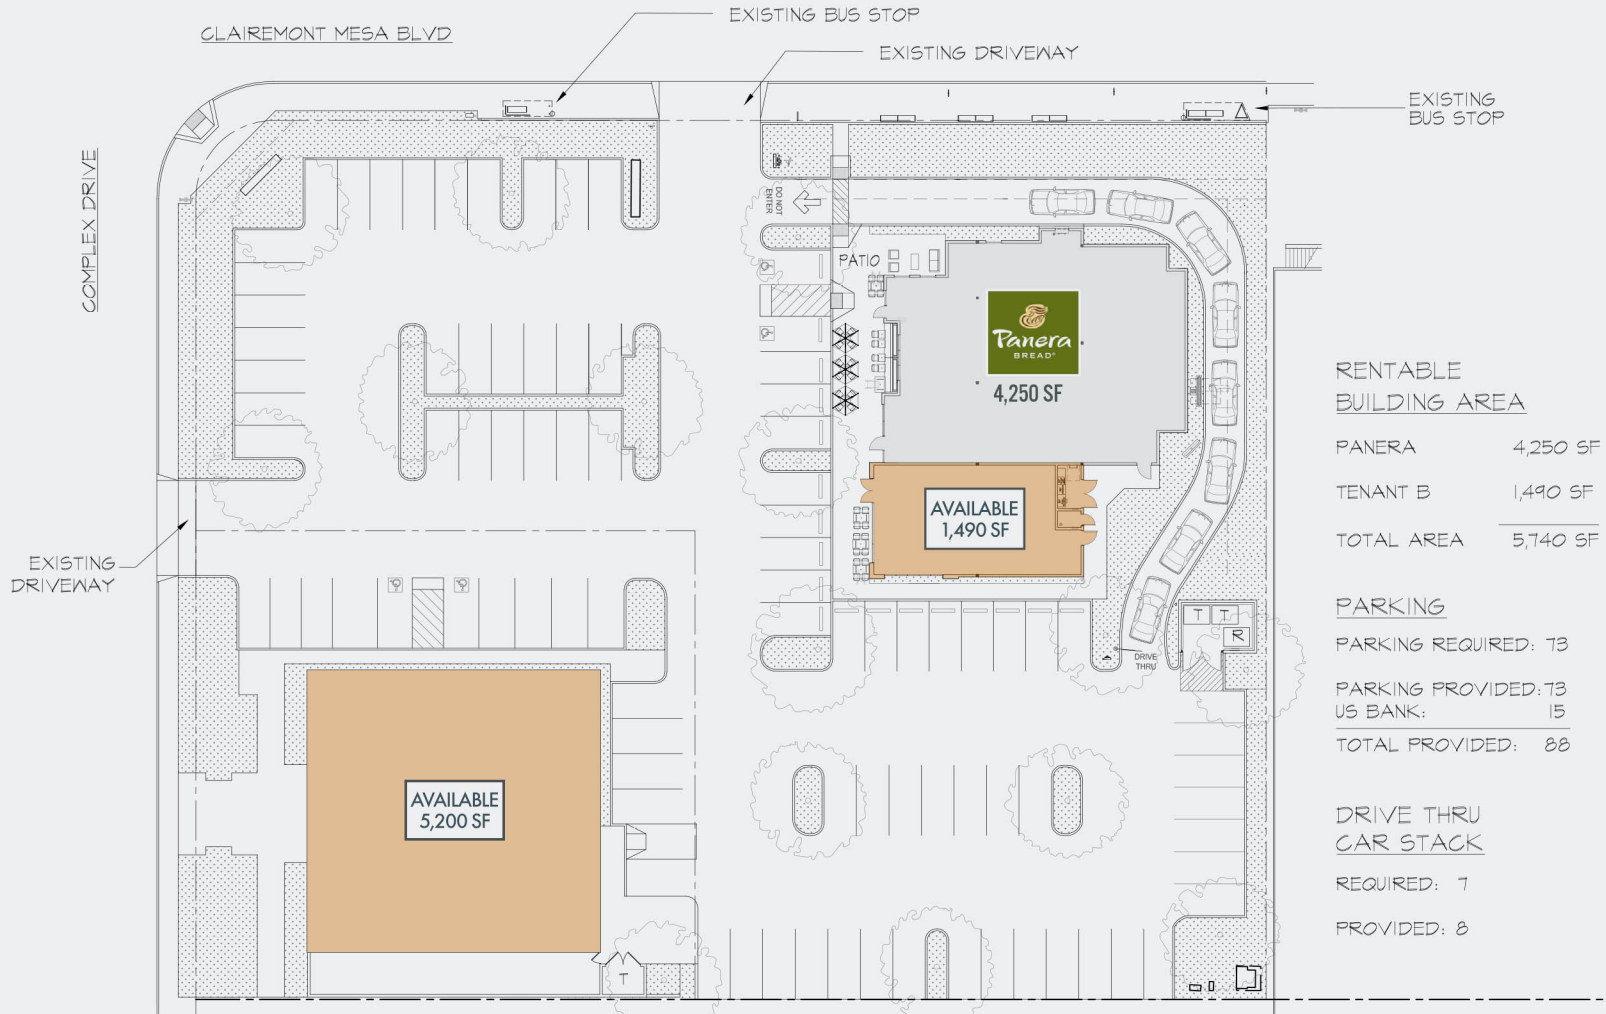 EXISTING BUS STOP
CLAIREMONT MESA BLVD
EXISTING DRIVEWAY
EXISTING
BUS STOP
COMPLEX DRIVE
DO NOT
ENTER
PATIO
Panera
BREAD®
4,250 SF
RENTABLE
BUILDING AREA
PANERA 4,250 SF
TENANT B 1,490 SF
TOTAL AREA 5,740 SF
AVAILABLE
1,490 SF
EXISTING
DRIVEWAY
PARKING
PARKING REQUIRED: 73
PARKING PROVIDED: 73
US BANK: 15
TOTAL PROVIDED: 88
T T
R
DRIVE
THRU
AVAILABLE
5,200 SF
DRIVE THRU
CAR STACK
REQUIRED: 7
PROVIDED: 8
T